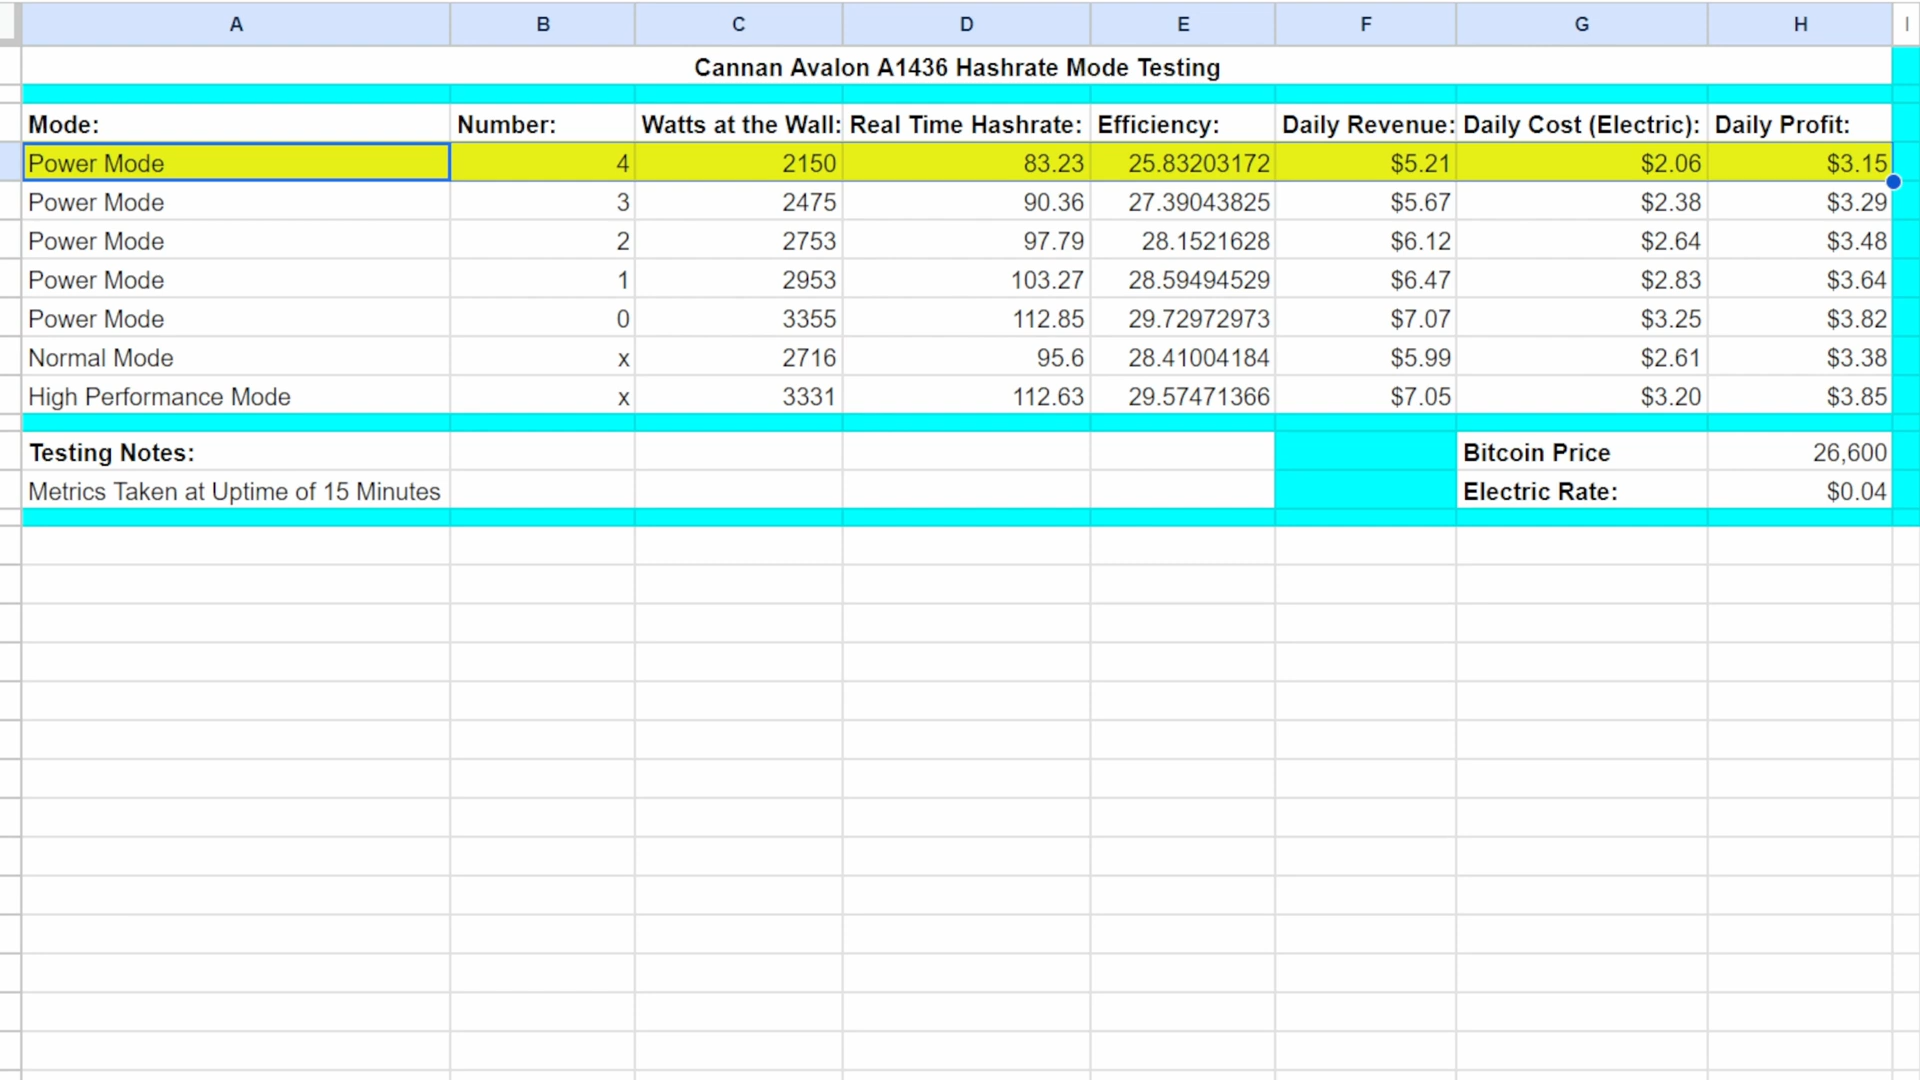 A B C D E F G H I
Cannan Avalon A1436 Hashrate Mode Testing
Mode: Number: Watts at the Wall: Real Time Hashrate: Efficiency: Daily Revenue: Daily Cost (Electric): Daily Profit:
Power Mode 4 2150 83.23 25.83203172 $5.21 $2.06 $3.15
Power Mode 3 2475 90.36 27.39043825 $5.67 $2.38 $3.29
Power Mode 2 2753 97.79 28.1521628 $6.12 $2.64 $3.48
Power Mode 1 2953 103.27 28.59494529 $6.47 $2.83 $3.64
Power Mode 0 3355 112.85 29.72972973 $7.07 $3.25 $3.82
Normal Mode x 2716 95.6 28.41004184 $5.99 $2.61 $3.38
High Performance Mode x 3331 112.63 29.57471366 $7.05 $3.20 $3.85
Testing Notes: Bitcoin Price 26,600
Metrics Taken at Uptime of 15 Minutes Electric Rate: $0.04